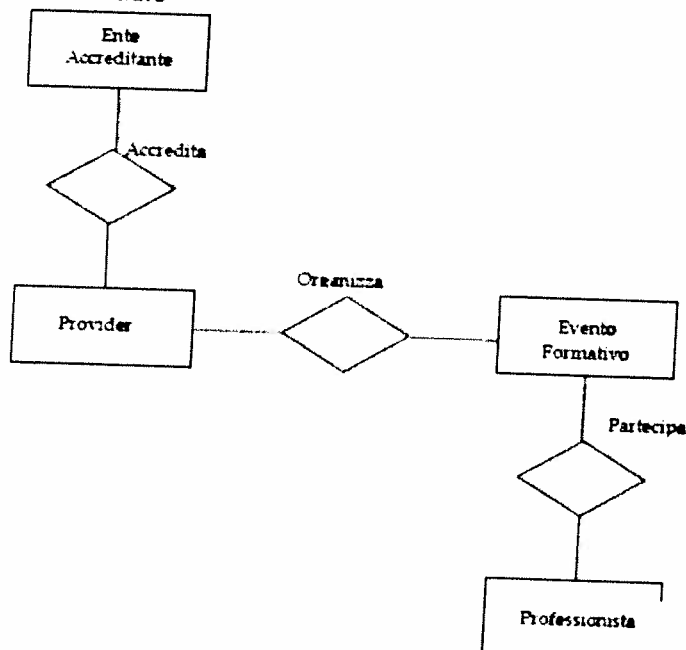 Ente
Accreditante
Accredita
Organizza
Provider
Evento
Formativo
Partecipa
Professionista